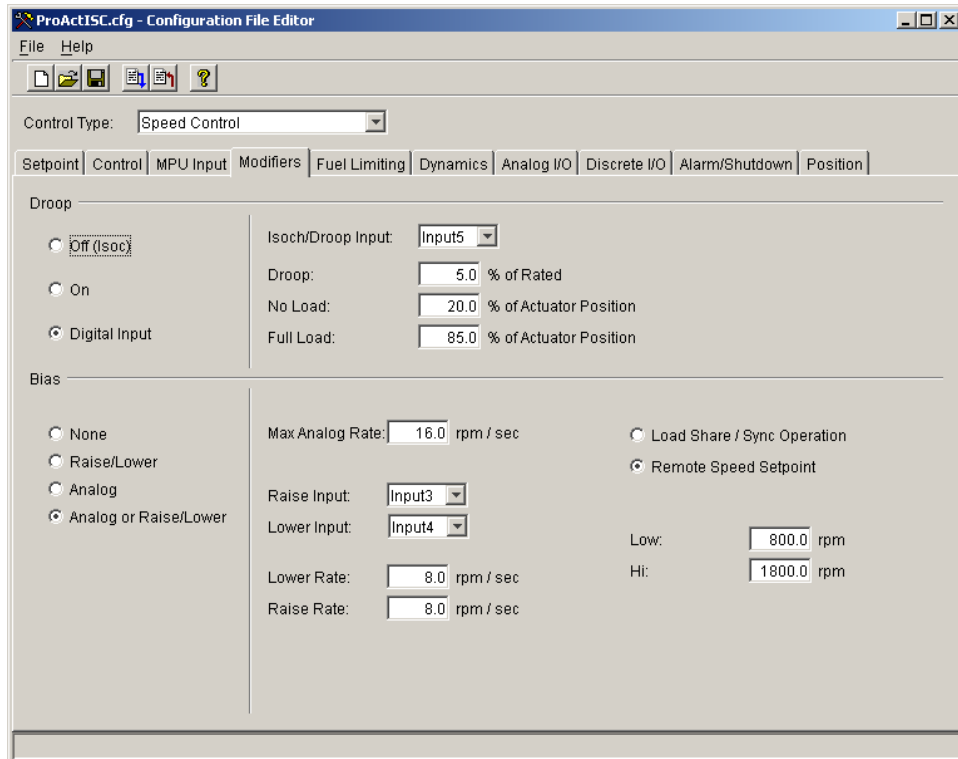 ProActISC.cfg - Configuration File Editor
File Help
Control Type: Speed Control
Setpoint Control MPU Input Modifiers Fuel Limiting Dynamics Analog I/O Discrete I/O Alarm/Shutdown Position
Droop
Off (Isoc)
On
Digital Input
Isoch/Droop Input: Input5
Droop: 5.0 % of Rated
No Load: 20.0 % of Actuator Position
Full Load: 85.0 % of Actuator Position
Bias
None
Raise/Lower
Analog
Analog or Raise/Lower
Max Analog Rate: 16.0 rpm / sec
Raise Input: Input3
Lower Input: Input4
Lower Rate: 8.0 rpm / sec
Raise Rate: 8.0 rpm / sec
Load Share / Sync Operation
Remote Speed Setpoint
Low: 800.0 rpm
Hi: 1800.0 rpm